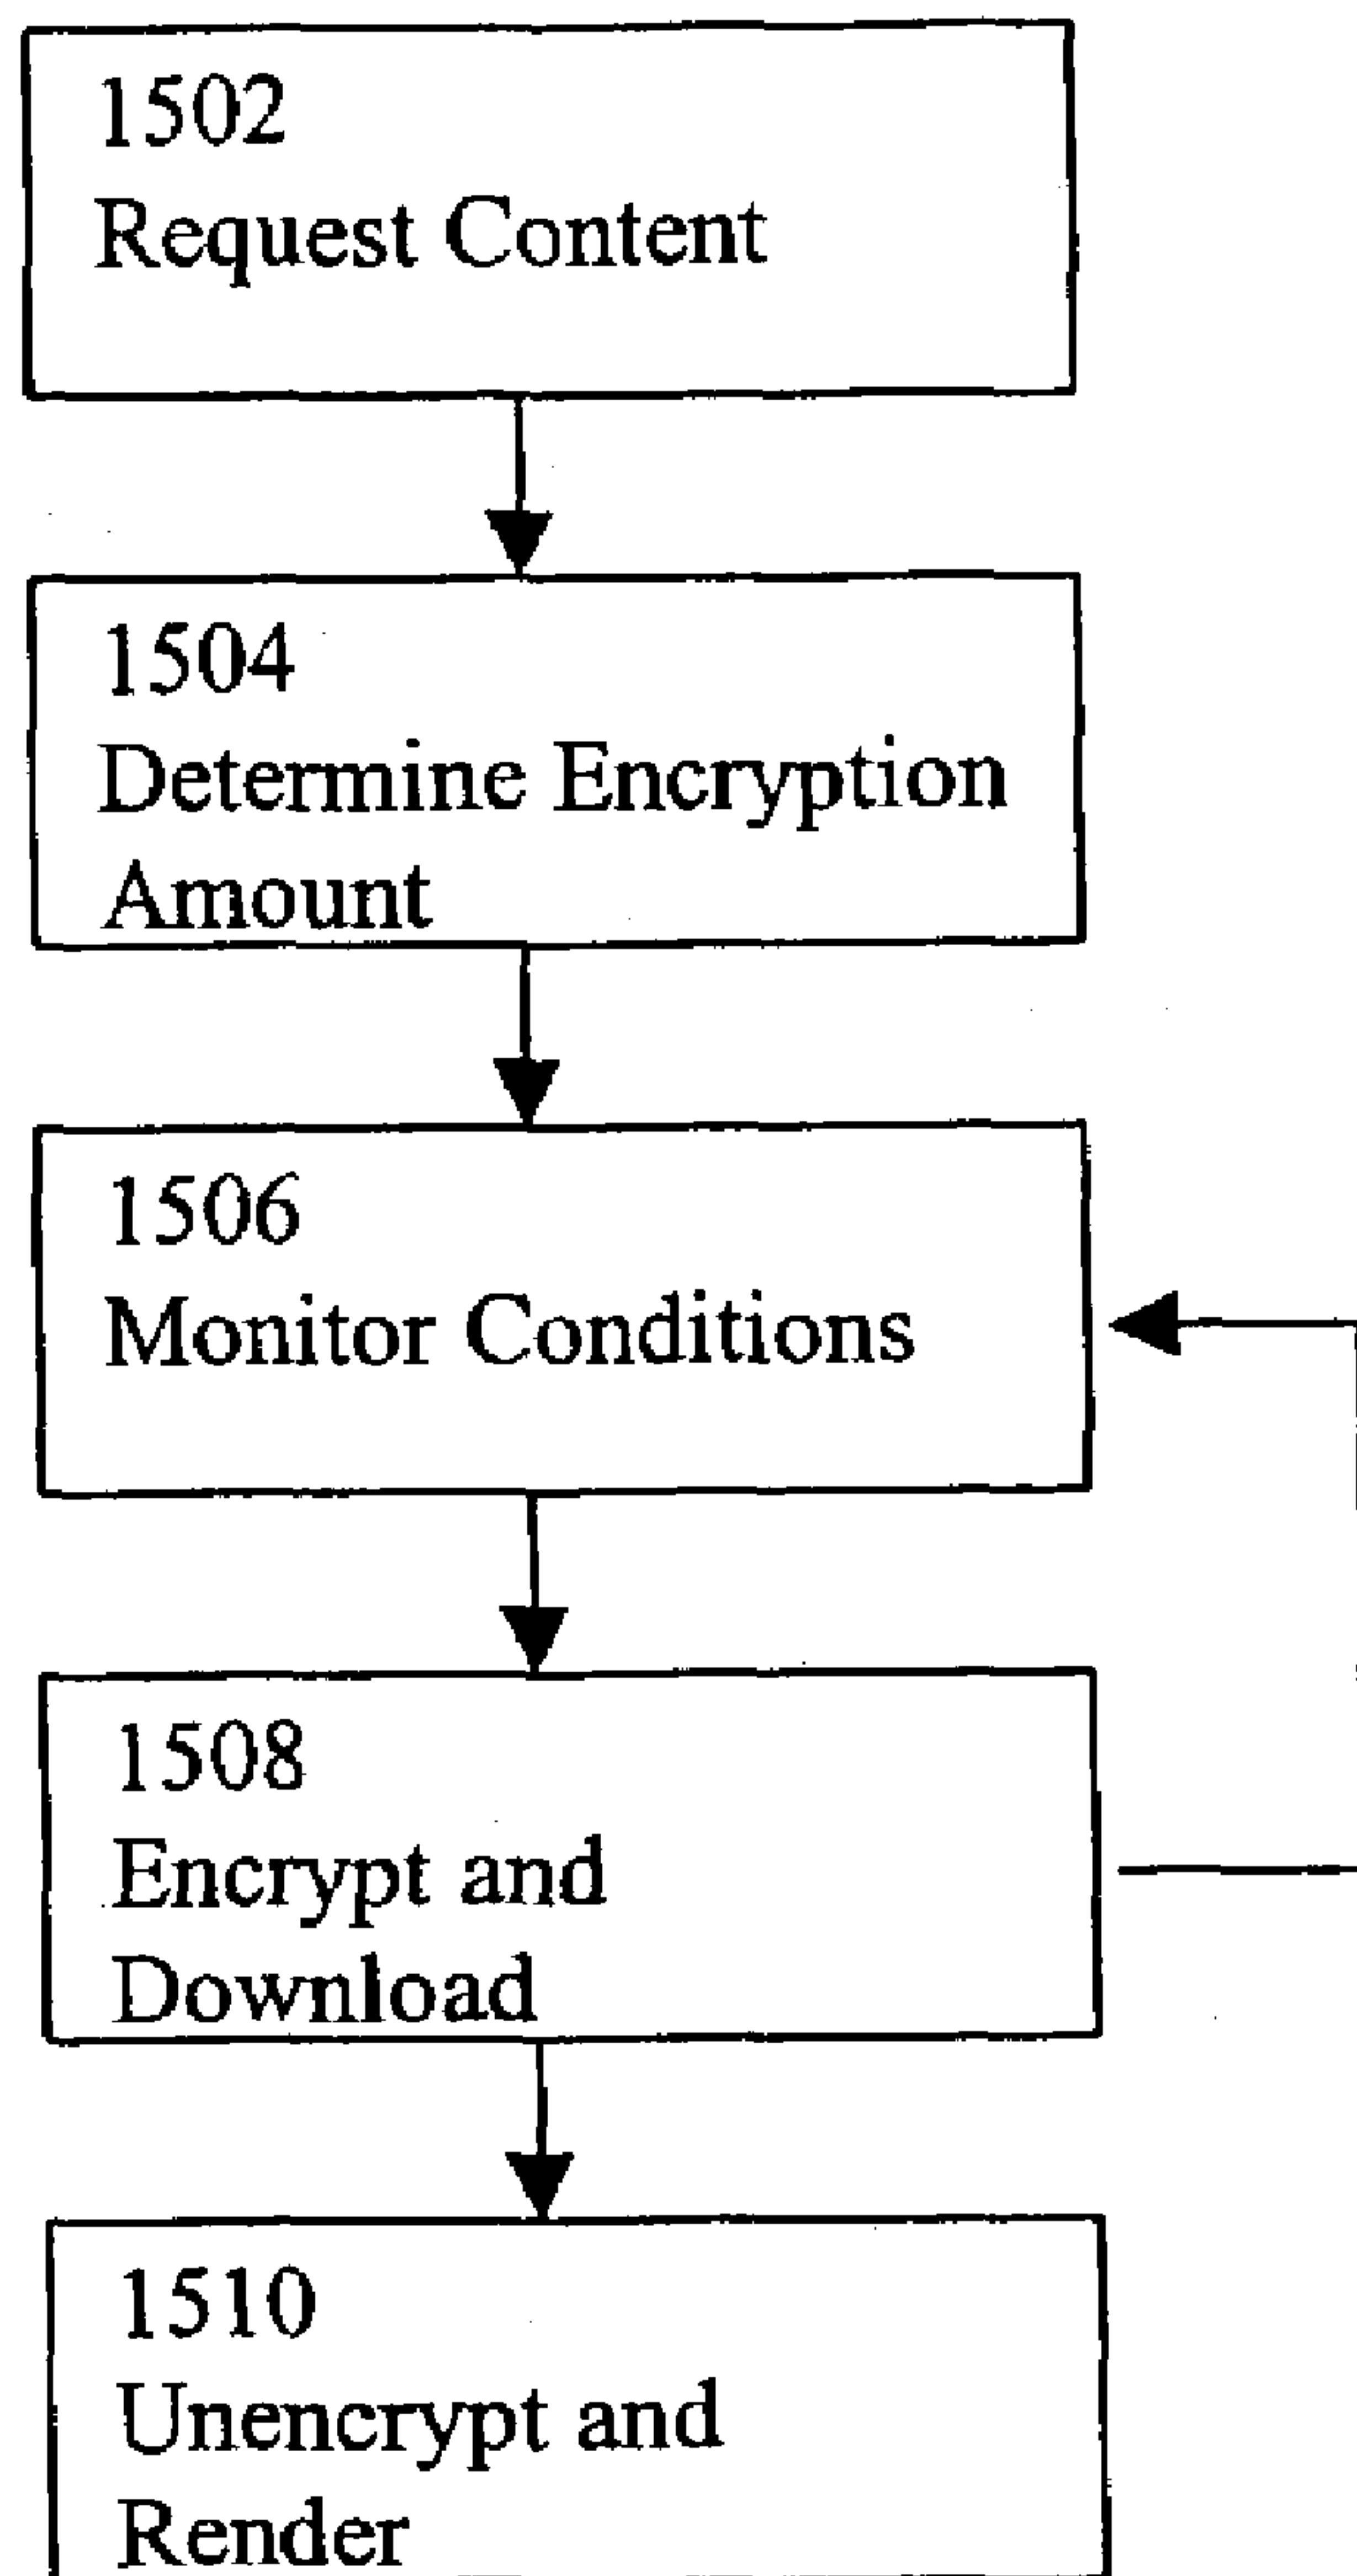 1502
Request Content
1504
Determine Encryption
Amount
1506
Monitor Conditions
1508
Encrypt and
Download
1510
Unencrypt and
Render